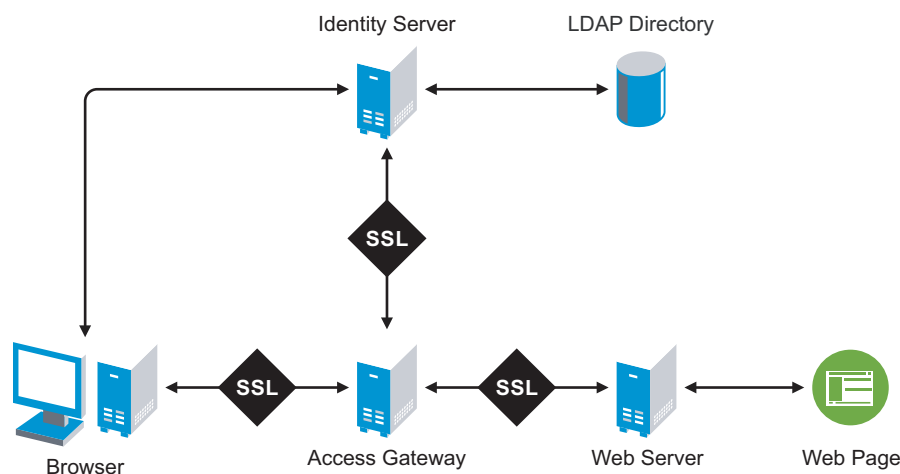 Identity Server
LDAP Directory
SSL
SSL
SSL
Browser
Access Gateway
Web Server
Web Page